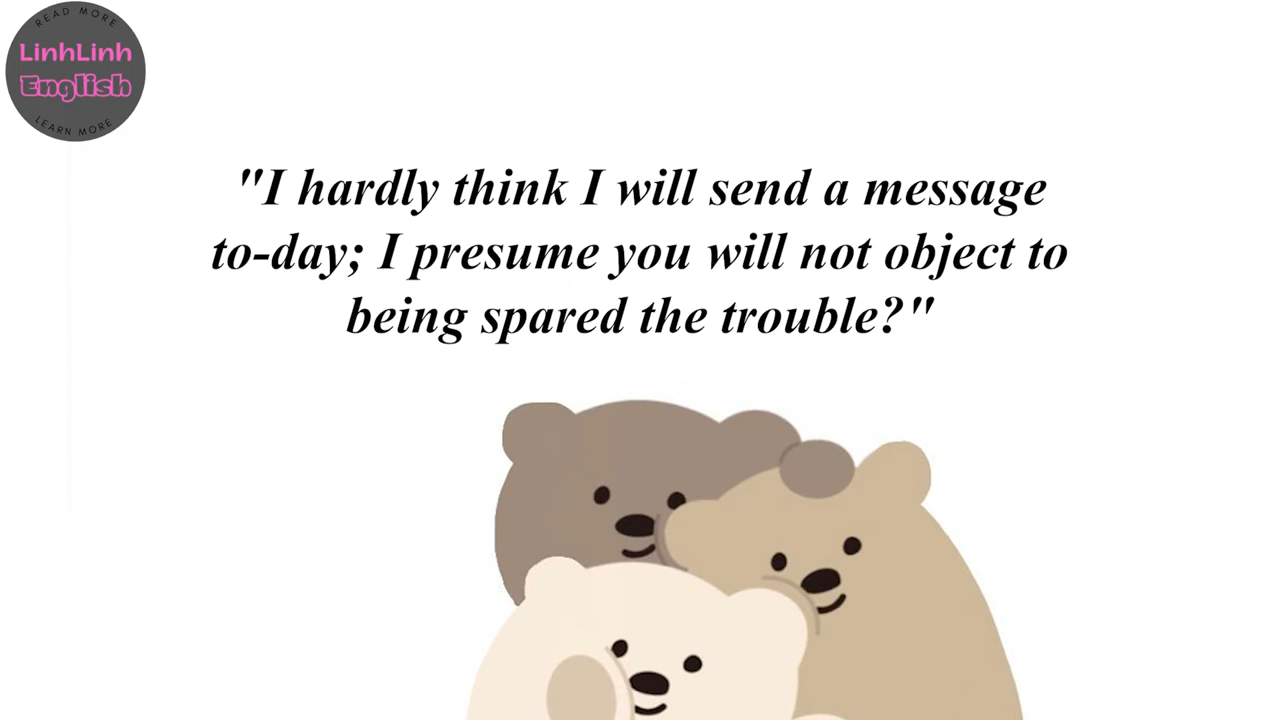 READ MORE
LinhLinh
English
LEARN MORE
"I hardly think I will send a message
to-day; I presume you will not object to
being spared the trouble?"